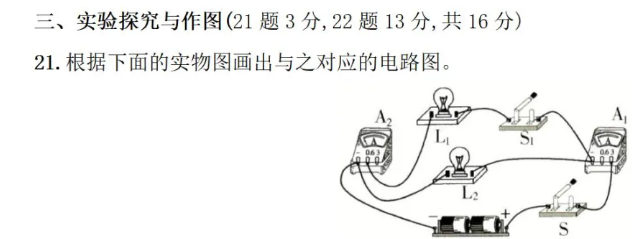 三、实验探究与作图(21题3分,22题13分,共16分)
21.根据下面的实物图画出与之对应的电路图。
A₂
L₁
S₁
A₁
- 0.6 3
- 0.6 3
L₂
- +
S